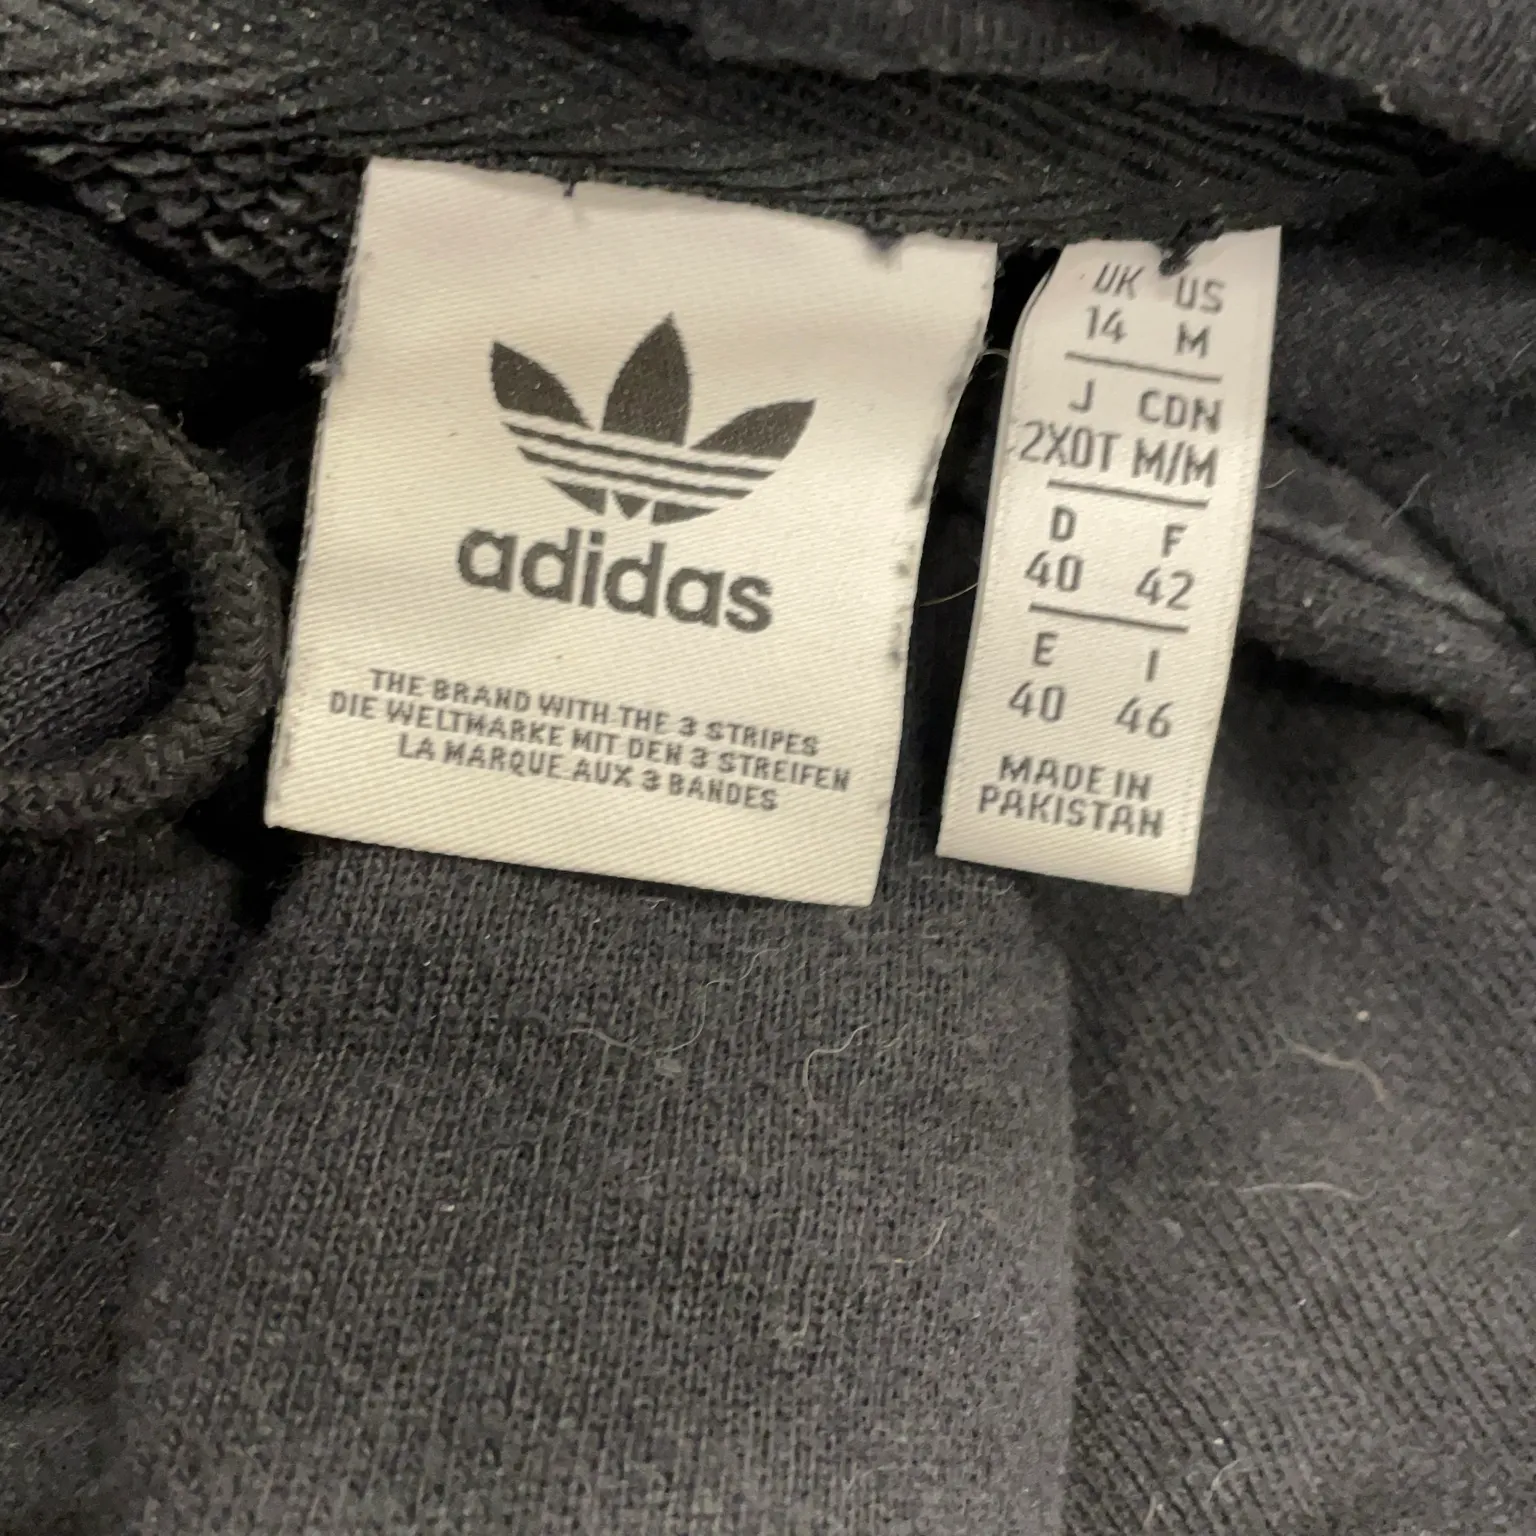 adidas
THE BRAND WITH THE 3 STRIPES
DIE WELTMARKE MIT DEN 3 STREIFEN
LA MARQUE AUX 3 BANDES
UK US
14 M
J CDN
2XOT M/M
D F
40 42
E I
40 46
MADE IN
PAKISTAN